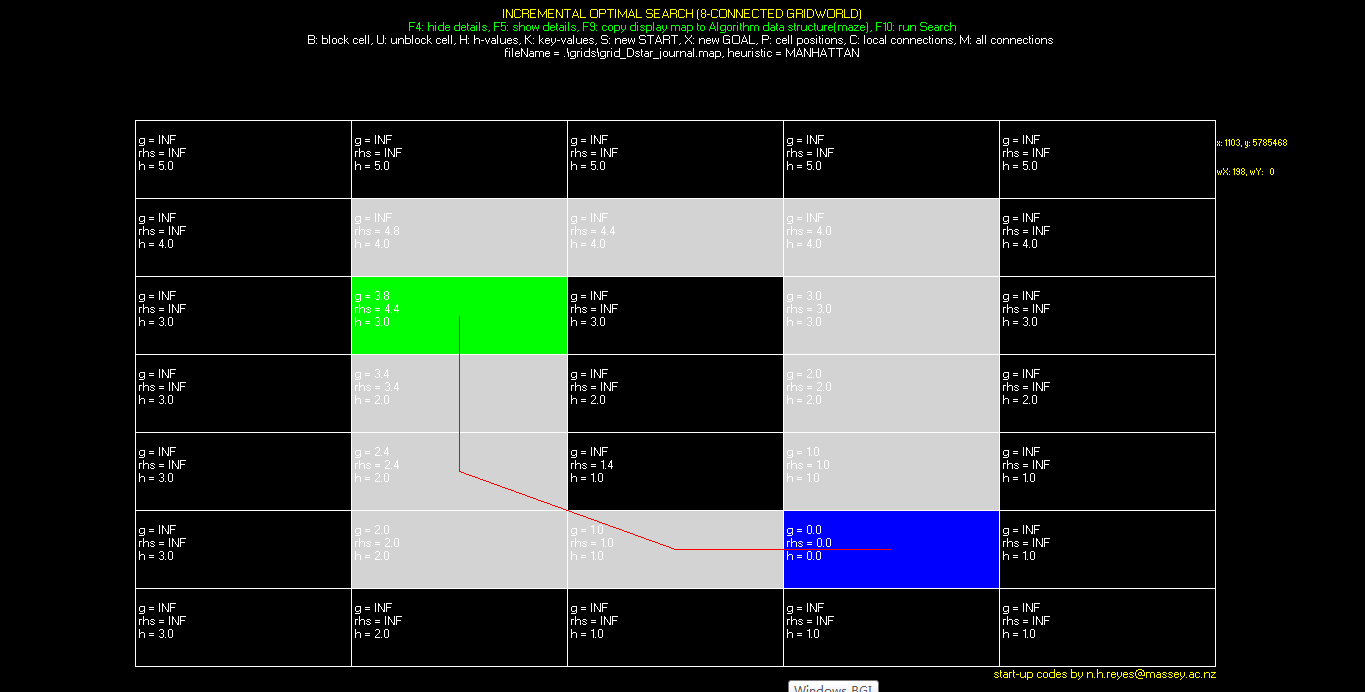 INCREMENTAL OPTIMAL SEARCH (8-CONNECTED GRIDWORLD)
F4: hide details, F5: show details, F9: copy display map to Algorithm data structure(maze), F10: run Search
B: block cell, U: unblock cell, H: h-values, K: key-values, S: new START, X: new GOAL, P: cell positions, C: local connections, M: all connections
fileName = .\grids\grid_Dstar_journal.map, heuristic = MANHATTAN
g = INF g = INF g = INF g = INF g = INF x: 1103, y: 5785468
rhs = INF rhs = INF rhs = INF rhs = INF rhs = INF
h = 5.0 h = 5.0 h = 5.0 h = 5.0 h = 5.0 wX: 198, wY: 0
g = INF g = INF g = INF g = INF g = INF
rhs = INF rhs = 4.8 rhs = 4.4 rhs = 4.0 rhs = INF
h = 4.0 h = 4.0 h = 4.0 h = 4.0 h = 4.0
g = INF g = 3.8 g = INF g = 3.0 g = INF
rhs = INF rhs = 4.4 rhs = INF rhs = 3.0 rhs = INF
h = 3.0 h = 3.0 h = 3.0 h = 3.0 h = 3.0
g = INF g = 3.4 g = INF g = 2.0 g = INF
rhs = INF rhs = 3.4 rhs = INF rhs = 2.0 rhs = INF
h = 3.0 h = 2.0 h = 2.0 h = 2.0 h = 2.0
g = INF g = 2.4 g = INF g = 1.0 g = INF
rhs = INF rhs = 2.4 rhs = 1.4 rhs = 1.0 rhs = INF
h = 3.0 h = 2.0 h = 1.0 h = 1.0 h = 1.0
g = INF g = 2.0 g = 1.0 g = 0.0 g = INF
rhs = INF rhs = 2.0 rhs = 1.0 rhs = 0.0 rhs = INF
h = 3.0 h = 2.0 h = 1.0 h = 0.0 h = 1.0
g = INF g = INF g = INF g = INF g = INF
rhs = INF rhs = INF rhs = INF rhs = INF rhs = INF
h = 3.0 h = 2.0 h = 1.0 h = 1.0 h = 1.0
start-up codes by n.h.reyes@massey.ac.nz
Windows BGI